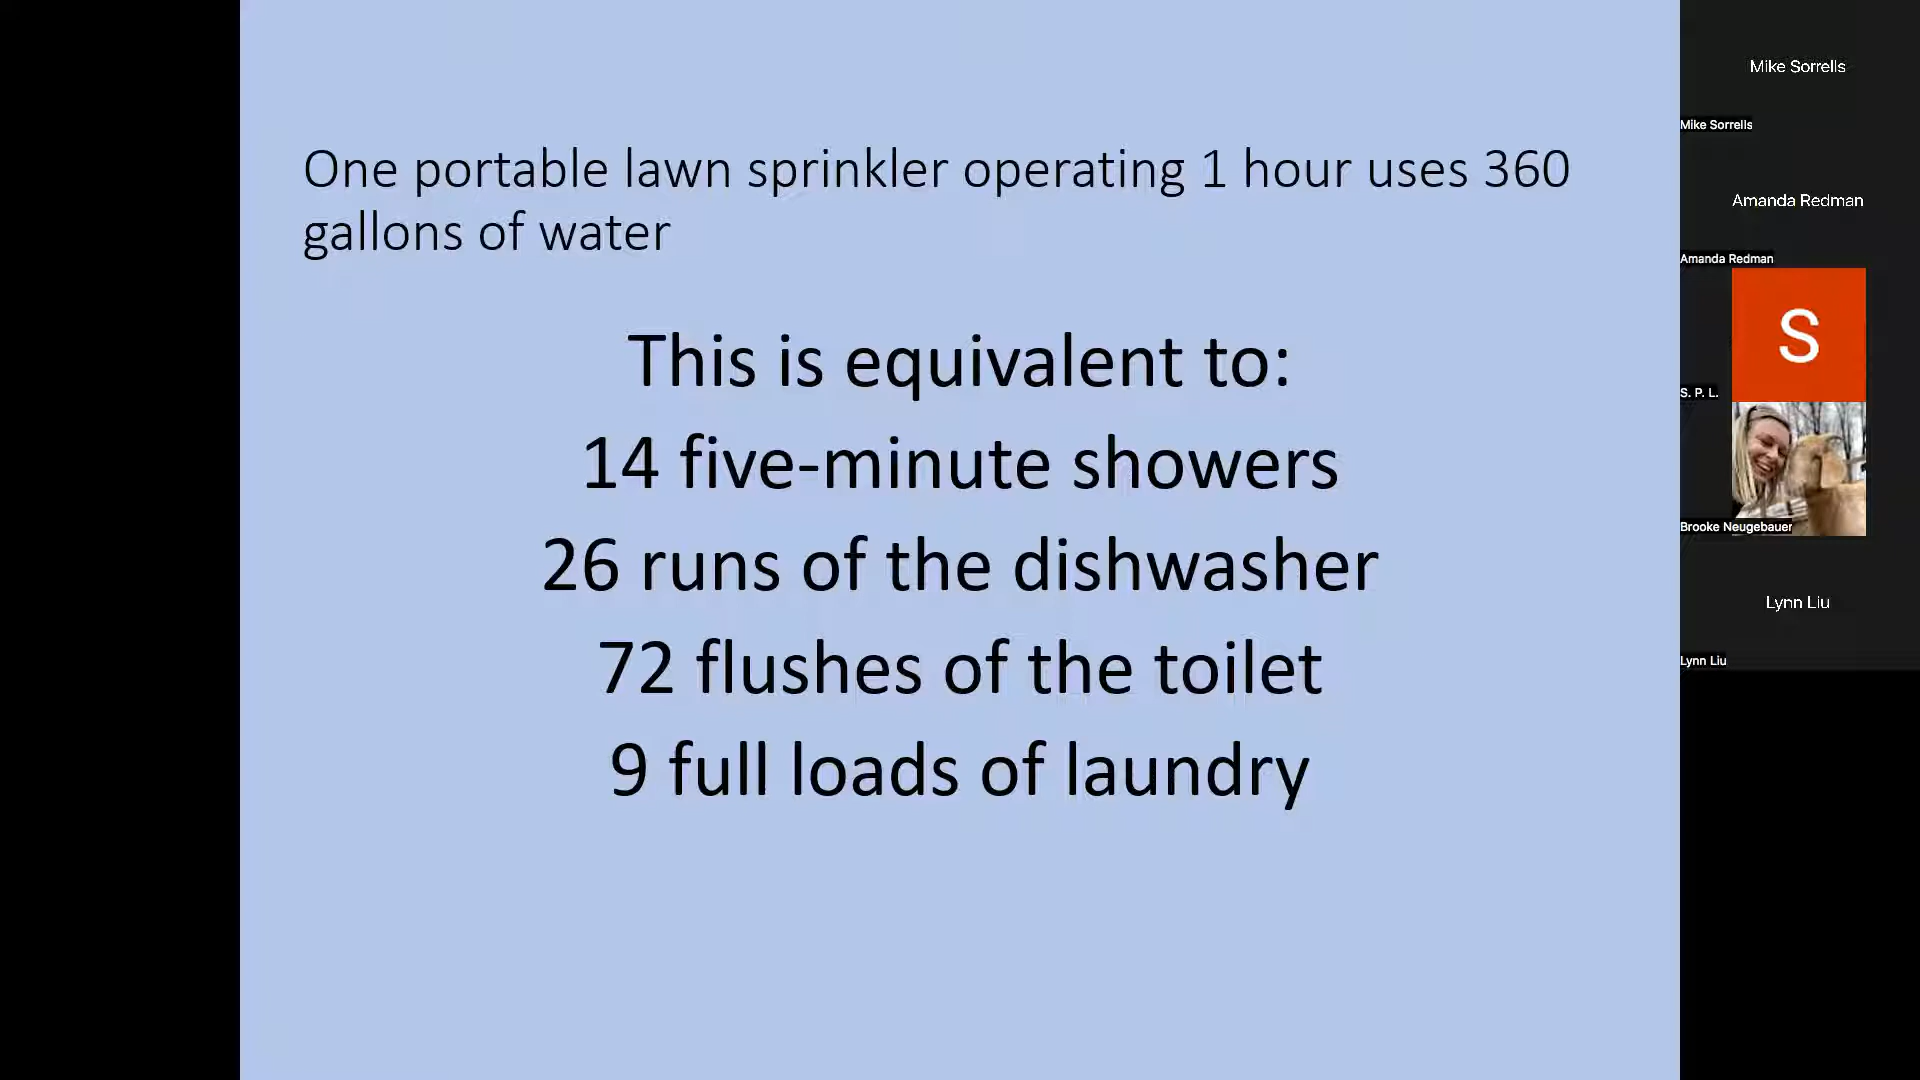 One portable lawn sprinkler operating 1 hour uses 360
gallons of water
This is equivalent to:
14 five-minute showers
26 runs of the dishwasher
72 flushes of the toilet
9 full loads of laundry
Mike Sorrells
Mike Sorrells
Amanda Redman
Amanda Redman
S
S. P. L.
Brooke Neugebauer
Lynn Liu
Lynn Liu